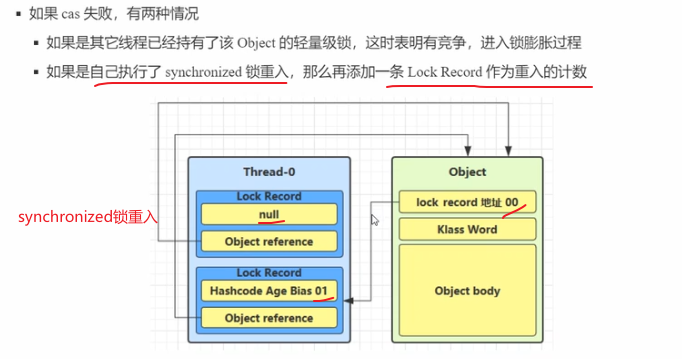 如果 cas 失败，有两种情况
如果是其它线程已经持有了该 Object 的轻量级锁，这时表明有竞争，进入锁膨胀过程
如果是自己执行了 synchronized 锁重入，那么再添加一条 Lock Record 作为重入的计数
Thread-0
Object
Lock Record
null
lock record 地址 00
synchronized锁重入
Object reference
Klass Word
Lock Record
Hashcode Age Bias 01
Object body
Object reference